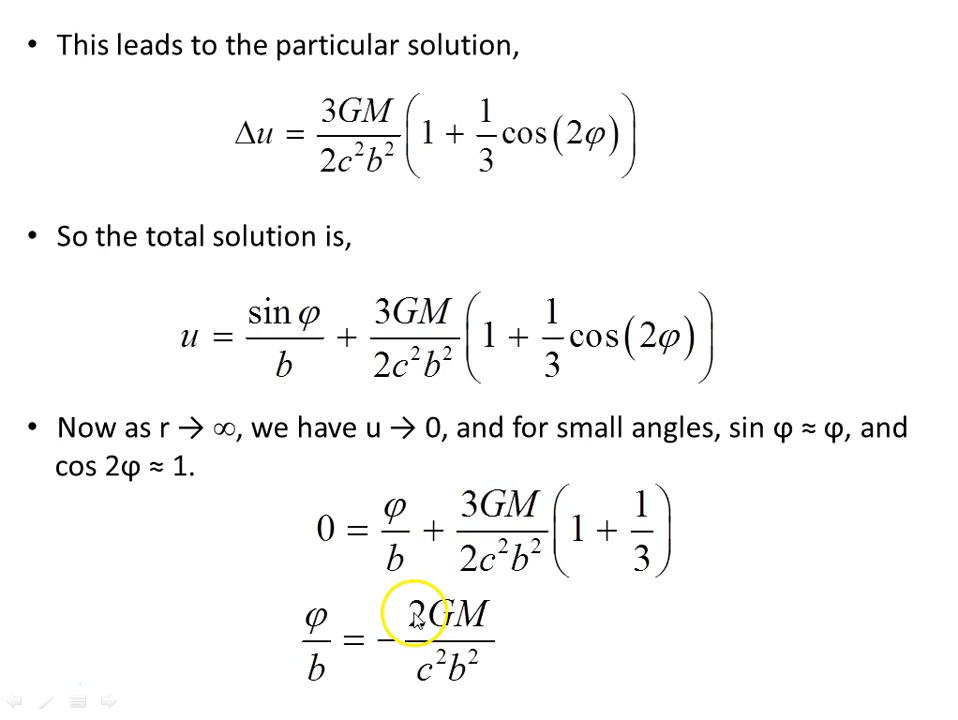 • This leads to the particular solution,
Δu = 3GM/2c²b² (1 + 1/3 cos(2φ))
• So the total solution is,
u = sin φ/b + 3GM/2c²b² (1 + 1/3 cos(2φ))
• Now as r → ∞, we have u → 0, and for small angles, sin φ ≈ φ, and
cos 2φ ≈ 1.
0 = φ/b + 3GM/2c²b² (1 + 1/3)
φ/b = − 2GM/c²b²